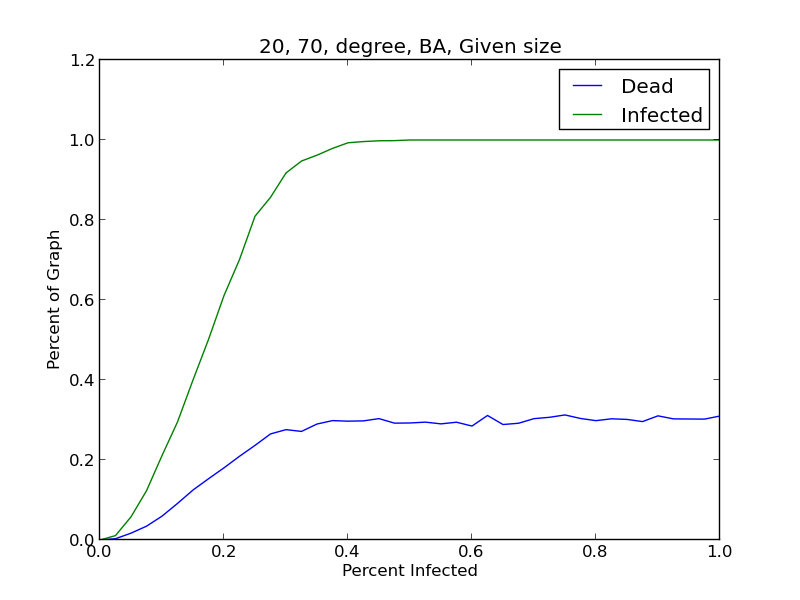 20, 70, degree, BA, Given size
Dead
Infected
1.2
1.0
0.8
0.6
0.4
0.2
0.0
Percent of Graph
0.0 0.2 0.4 0.6 0.8 1.0
Percent Infected